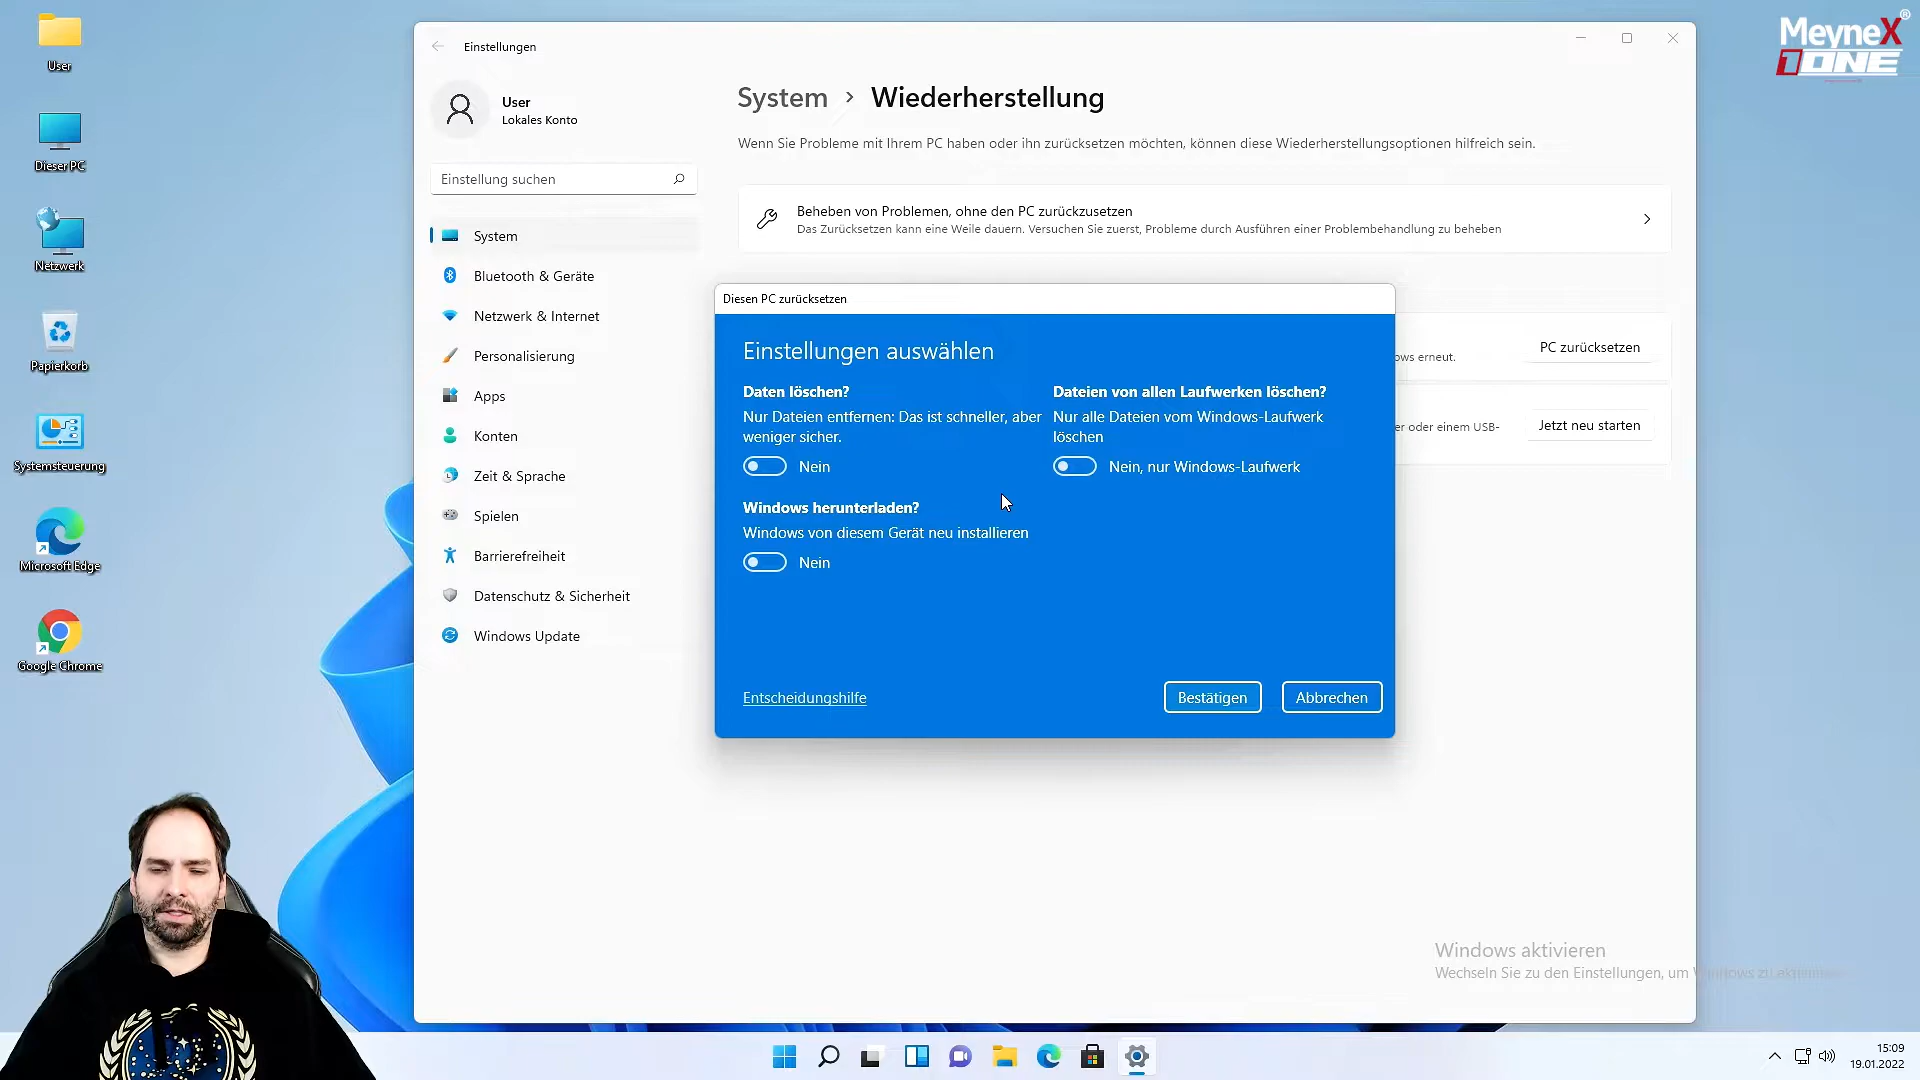 User
Dieser PC
Netzwerk
Papierkorb
Systemsteuerung
Microsoft Edge
Google Chrome
MeyneX®
1ONE
Einstellungen
User
Lokales Konto
Einstellung suchen
System
Bluetooth & Geräte
Netzwerk & Internet
Personalisierung
Apps
Konten
Zeit & Sprache
Spielen
Barrierefreiheit
Datenschutz & Sicherheit
Windows Update
System > Wiederherstellung
Wenn Sie Probleme mit Ihrem PC haben oder ihn zurücksetzen möchten, können diese Wiederherstellungsoptionen hilfreich sein.
Beheben von Problemen, ohne den PC zurückzusetzen
Das Zurücksetzen kann eine Weile dauern. Versuchen Sie zuerst, Probleme durch Ausführen einer Problembehandlung zu beheben
ows erneut.
PC zurücksetzen
er oder einem USB-
Jetzt neu starten
Diesen PC zurücksetzen
Einstellungen auswählen
Daten löschen?
Nur Dateien entfernen: Das ist schneller, aber
weniger sicher.
Nein
Dateien von allen Laufwerken löschen?
Nur alle Dateien vom Windows-Laufwerk
löschen
Nein, nur Windows-Laufwerk
Windows herunterladen?
Windows von diesem Gerät neu installieren
Nein
Entscheidungshilfe
Bestätigen
Abbrechen
Windows aktivieren
Wechseln Sie zu den Einstellungen, um Windows zu
15:09
19.01.2022